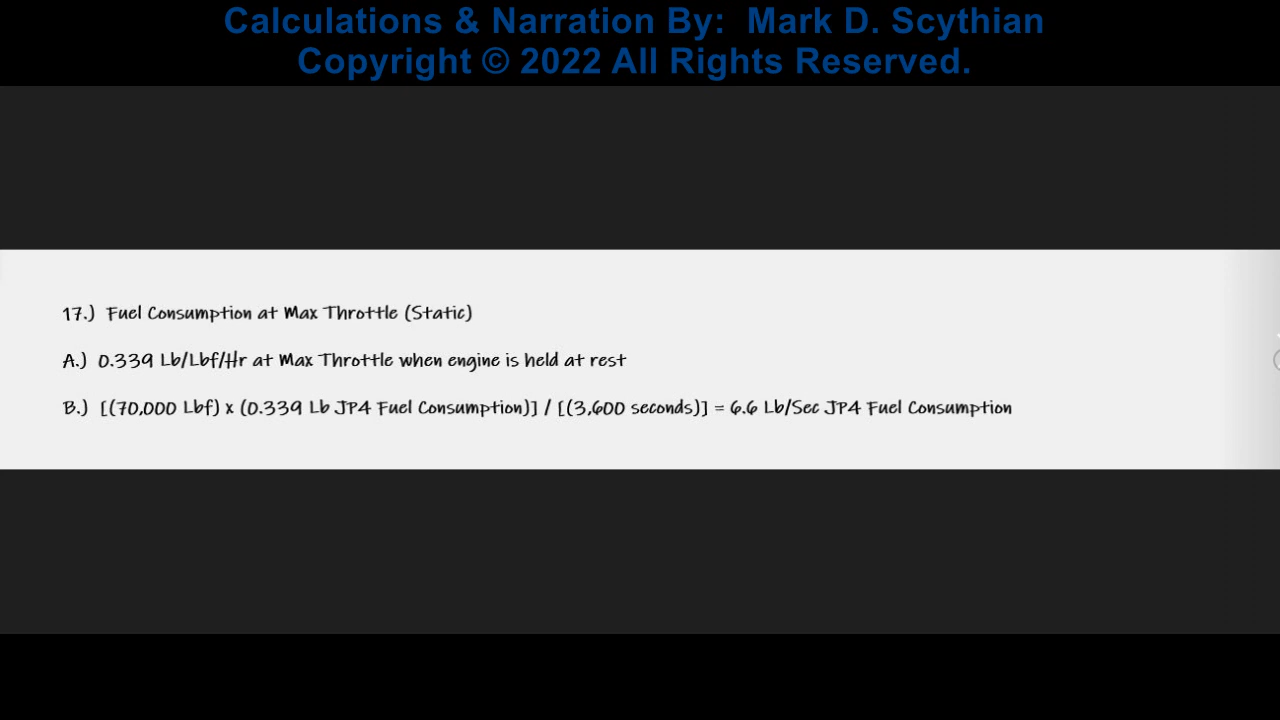 Calculations & Narration By: Mark D. Scythian
Copyright © 2022 All Rights Reserved.
17.) Fuel Consumption at Max Throttle (Static)
A.) 0.339 Lb/Lbf/Hr at Max Throttle when engine is held at rest
B.) [(70,000 Lbf) x (0.339 Lb JP4 Fuel Consumption)] / [(3,600 seconds)] = 6.6 Lb/Sec JP4 Fuel Consumption